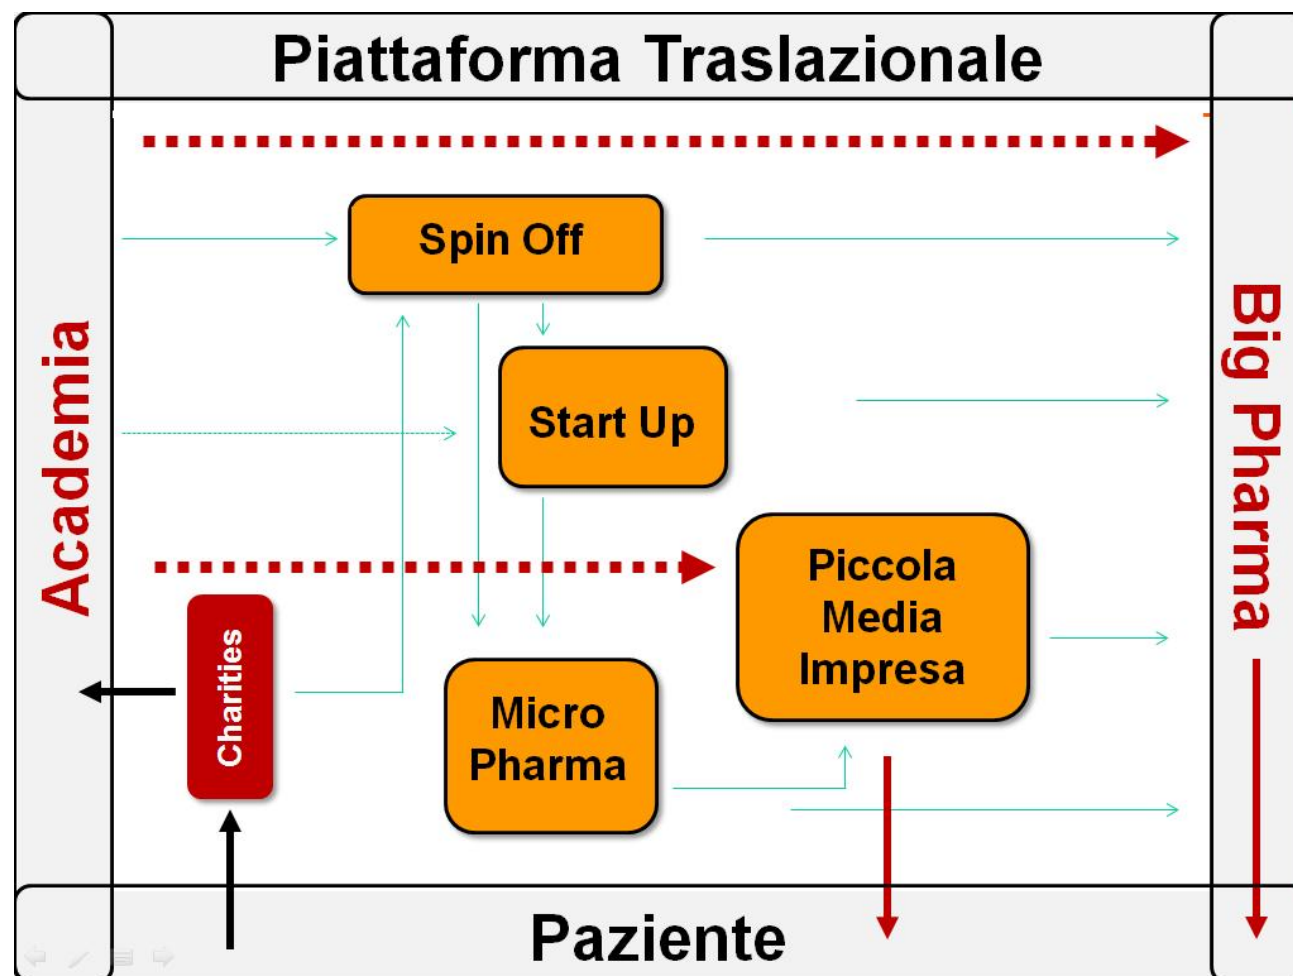 Piattaforma Traslazionale
Academia
Spin Off
Start Up
Big Pharma
Piccola
Media
Impresa
Charities
Micro
Pharma
Paziente